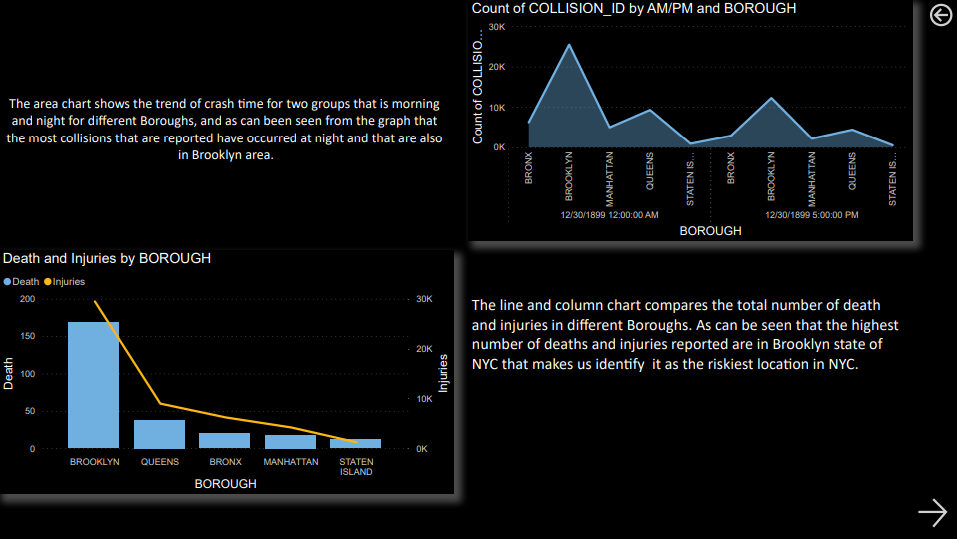 Count of COLLISION_ID by AM/PM and BOROUGH
Count of COLLISIO...
30K
20K
10K
0K
BRONX
BROOKLYN
MANHATTAN
QUEENS
STATEN IS...
BRONX
BROOKLYN
MANHATTAN
QUEENS
STATEN IS...
12/30/1899 12:00:00 AM
12/30/1899 5:00:00 PM
BOROUGH
The area chart shows the trend of crash time for two groups that is morning
and night for different Boroughs, and as can been seen from the graph that
the most collisions that are reported have occurred at night and that are also
in Brooklyn area.
Death and Injuries by BOROUGH
Death Injuries
Death
200
150
100
50
0
30K
20K
10K
0K
Injuries
BROOKLYN
QUEENS
BRONX
MANHATTAN
STATEN
ISLAND
BOROUGH
The line and column chart compares the total number of death
and injuries in different Boroughs. As can be seen that the highest
number of deaths and injuries reported are in Brooklyn state of
NYC that makes us identify it as the riskiest location in NYC.